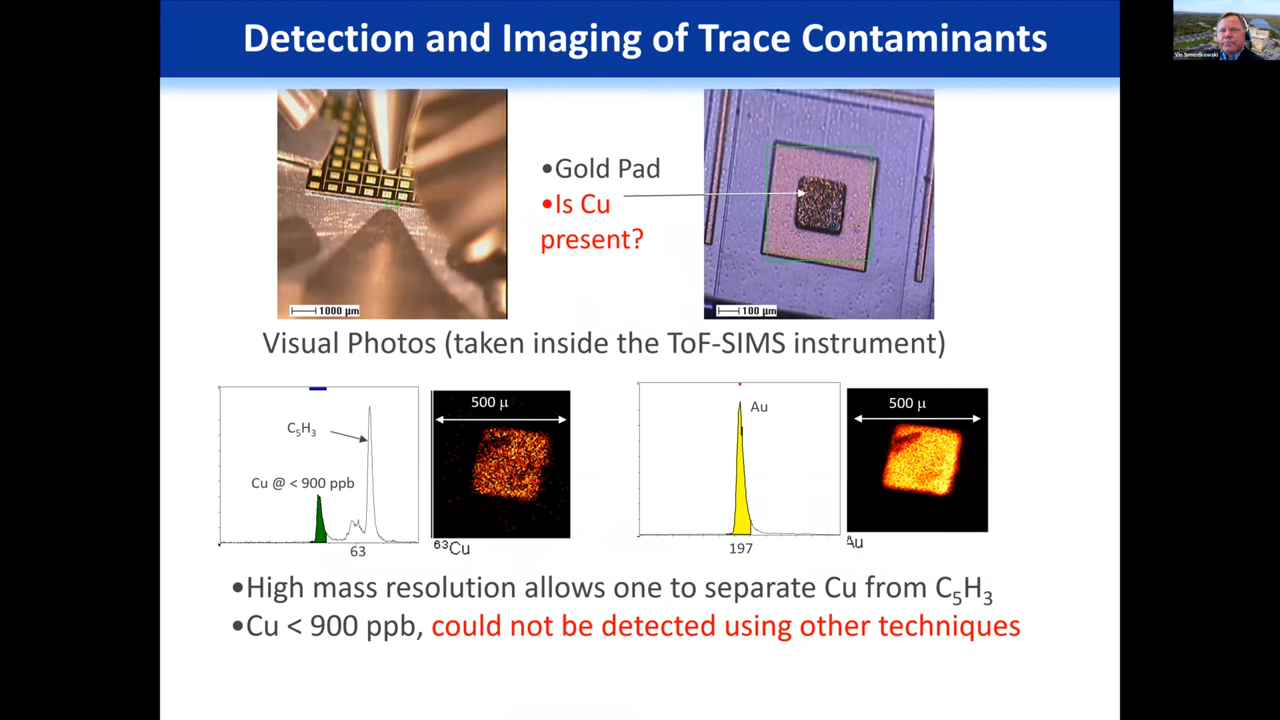 Detection and Imaging of Trace Contaminants
Vin Smentkowski
•Gold Pad
•Is Cu
present?
1000 µm
100 µm
Visual Photos (taken inside the ToF-SIMS instrument)
C₅H₃
Cu @ < 900 ppb
63
500 µ
⁶³Cu
Au
197
500 µ
Au
•High mass resolution allows one to separate Cu from C₅H₃
•Cu < 900 ppb, could not be detected using other techniques